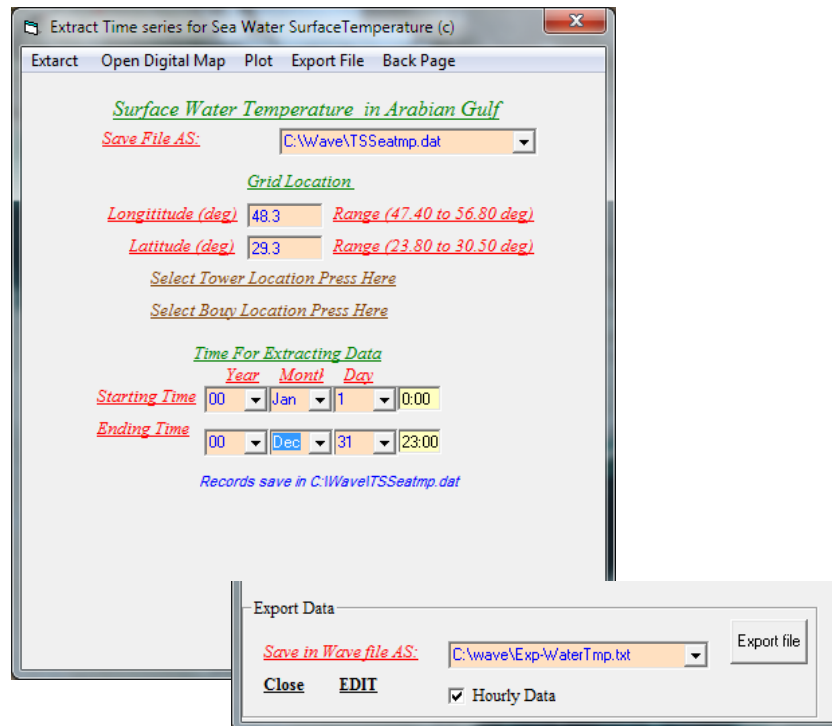 Extract Time series for Sea Water SurfaceTemperature (c)
Extarct Open Digital Map Plot Export File Back Page
Surface Water Temperature in Arabian Gulf
Save File AS: C:\Wave\TSSeatmp.dat
Grid Location
Longititude (deg) 48.3 Range (47.40 to 56.80 deg)
Latitude (deg) 29.3 Range (23.80 to 30.50 deg)
Select Tower Location Press Here
Select Bouy Location Press Here
Time For Extracting Data
Year Month Day
Starting Time 00 Jan 1 0:00
Ending Time 00 Dec 31 23:00
Records save in C:\Wave\TSSeatmp.dat
Export Data
Save in Wave file AS: C:\wave\Exp-WaterTmp.txt Export file
Close EDIT Hourly Data